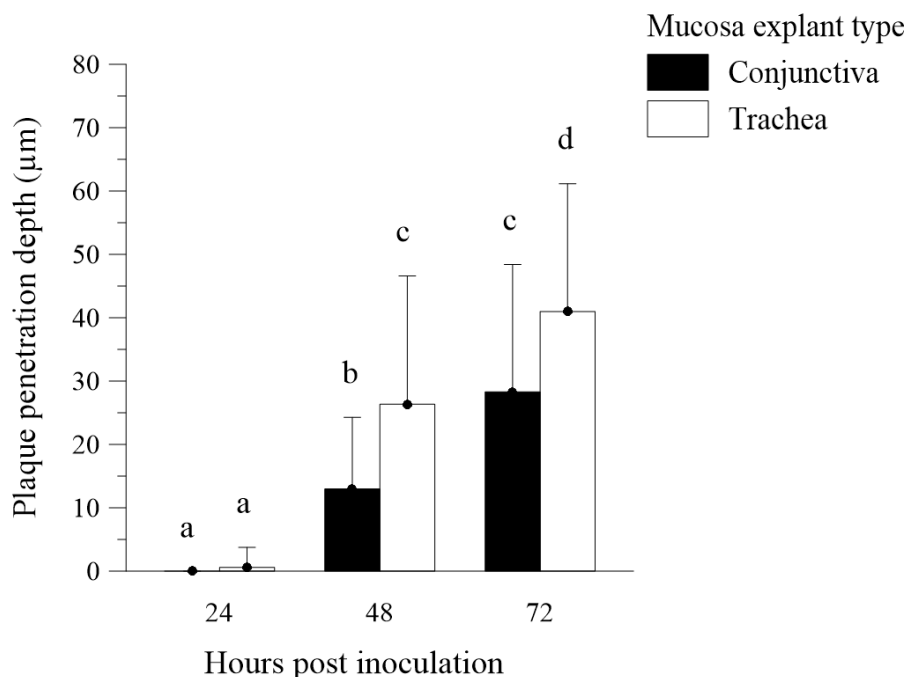 Mucosa explant type
Conjunctiva
Trachea
Plaque penetration depth (µm)
80
70
60
50
40
30
20
10
0
a
a
b
c
c
d
24
48
72
Hours post inoculation